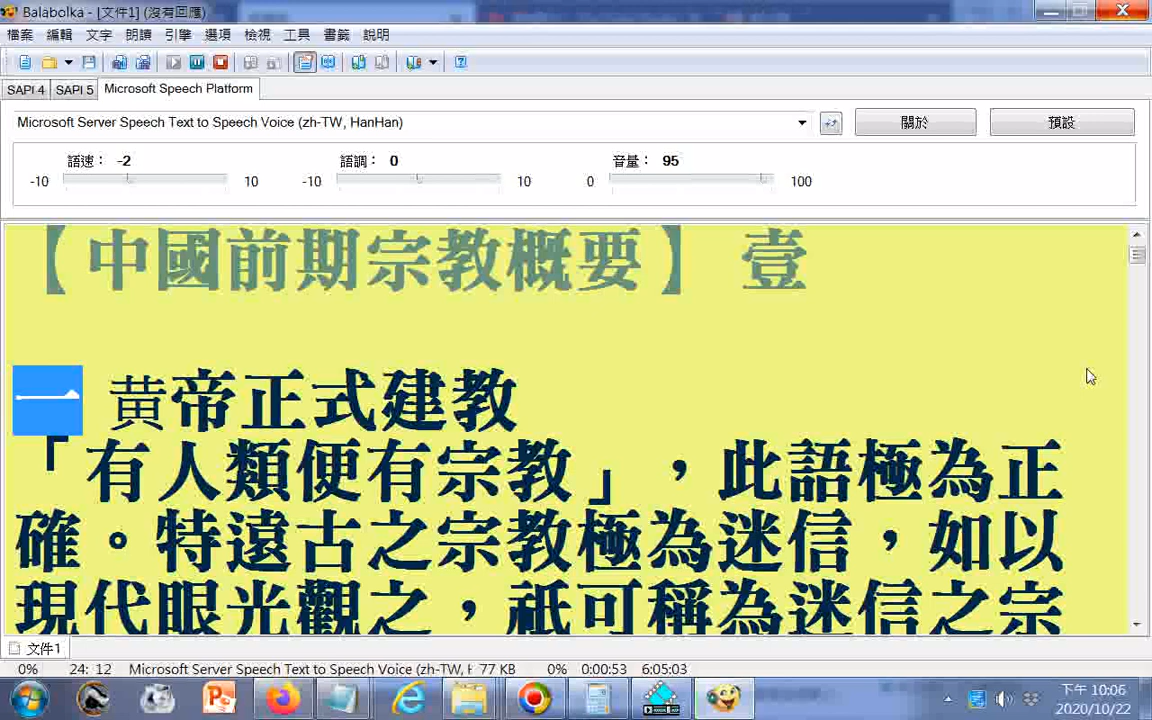 Balabolka - [文件1] (沒有回應)
檔案 編輯 文字 朗讀 引擎 選項 檢視 工具 書籤 說明
SAPI 4 SAPI 5 Microsoft Speech Platform
Microsoft Server Speech Text to Speech Voice (zh-TW, HanHan) 關於 預設
語速： -2 語調： 0 音量： 95
-10 10 -10 10 0 100
【中國前期宗教概要】 壹
一 黃帝正式建教
「有人類便有宗教」，此語極為正
確。特遠古之宗教極為迷信，如以
現代眼光觀之，祇可稱為迷信之宗
文件1
0% 24: 12 Microsoft Server Speech Text to Speech Voice (zh-TW, H 77 KB 0% 0:00:53 6:05:03
下午 10:06
2020/10/22